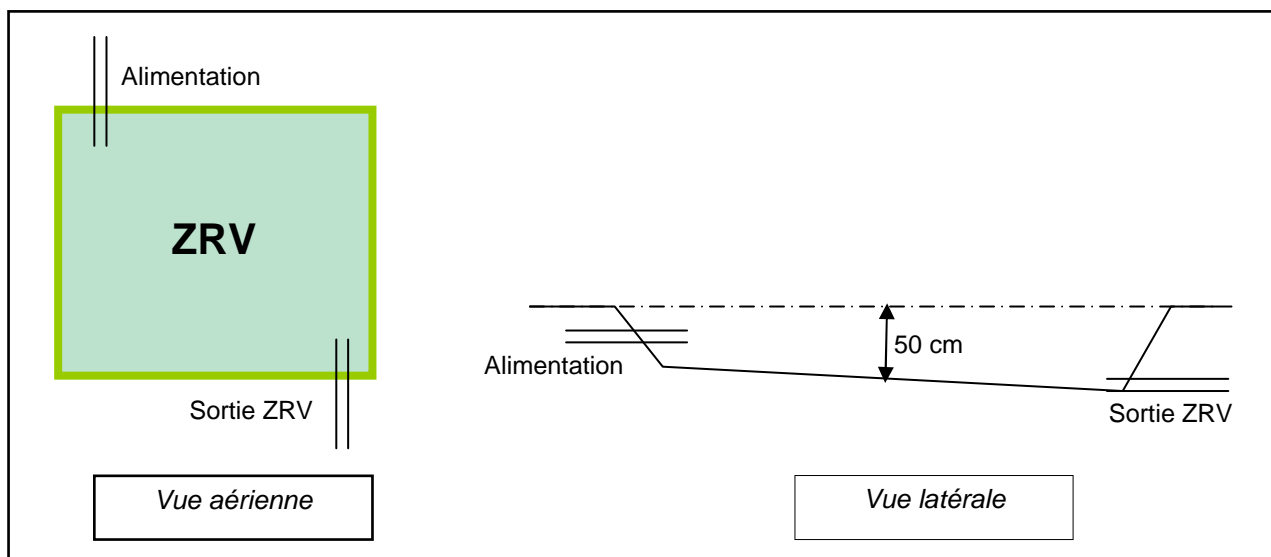 Alimentation
ZRV
Sortie ZRV
Vue aérienne
50 cm
Alimentation
Sortie ZRV
Vue latérale